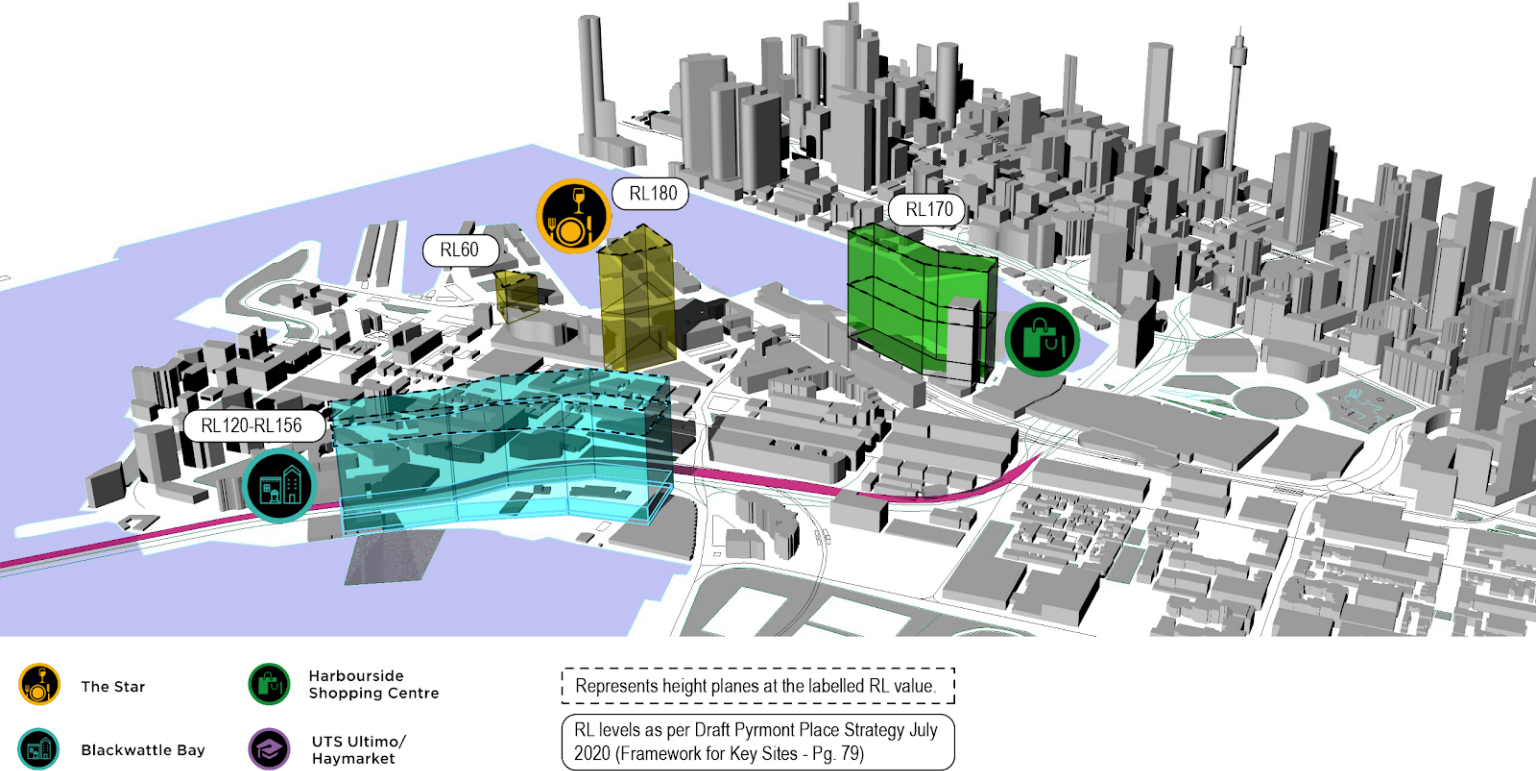 RL180
RL170
RL60
RL120-RL156
The Star
Harbourside
Shopping Centre
Blackwattle Bay
UTS Ultimo/
Haymarket
Represents height planes at the labelled RL value.
RL levels as per Draft Pyrmont Place Strategy July
2020 (Framework for Key Sites - Pg. 79)